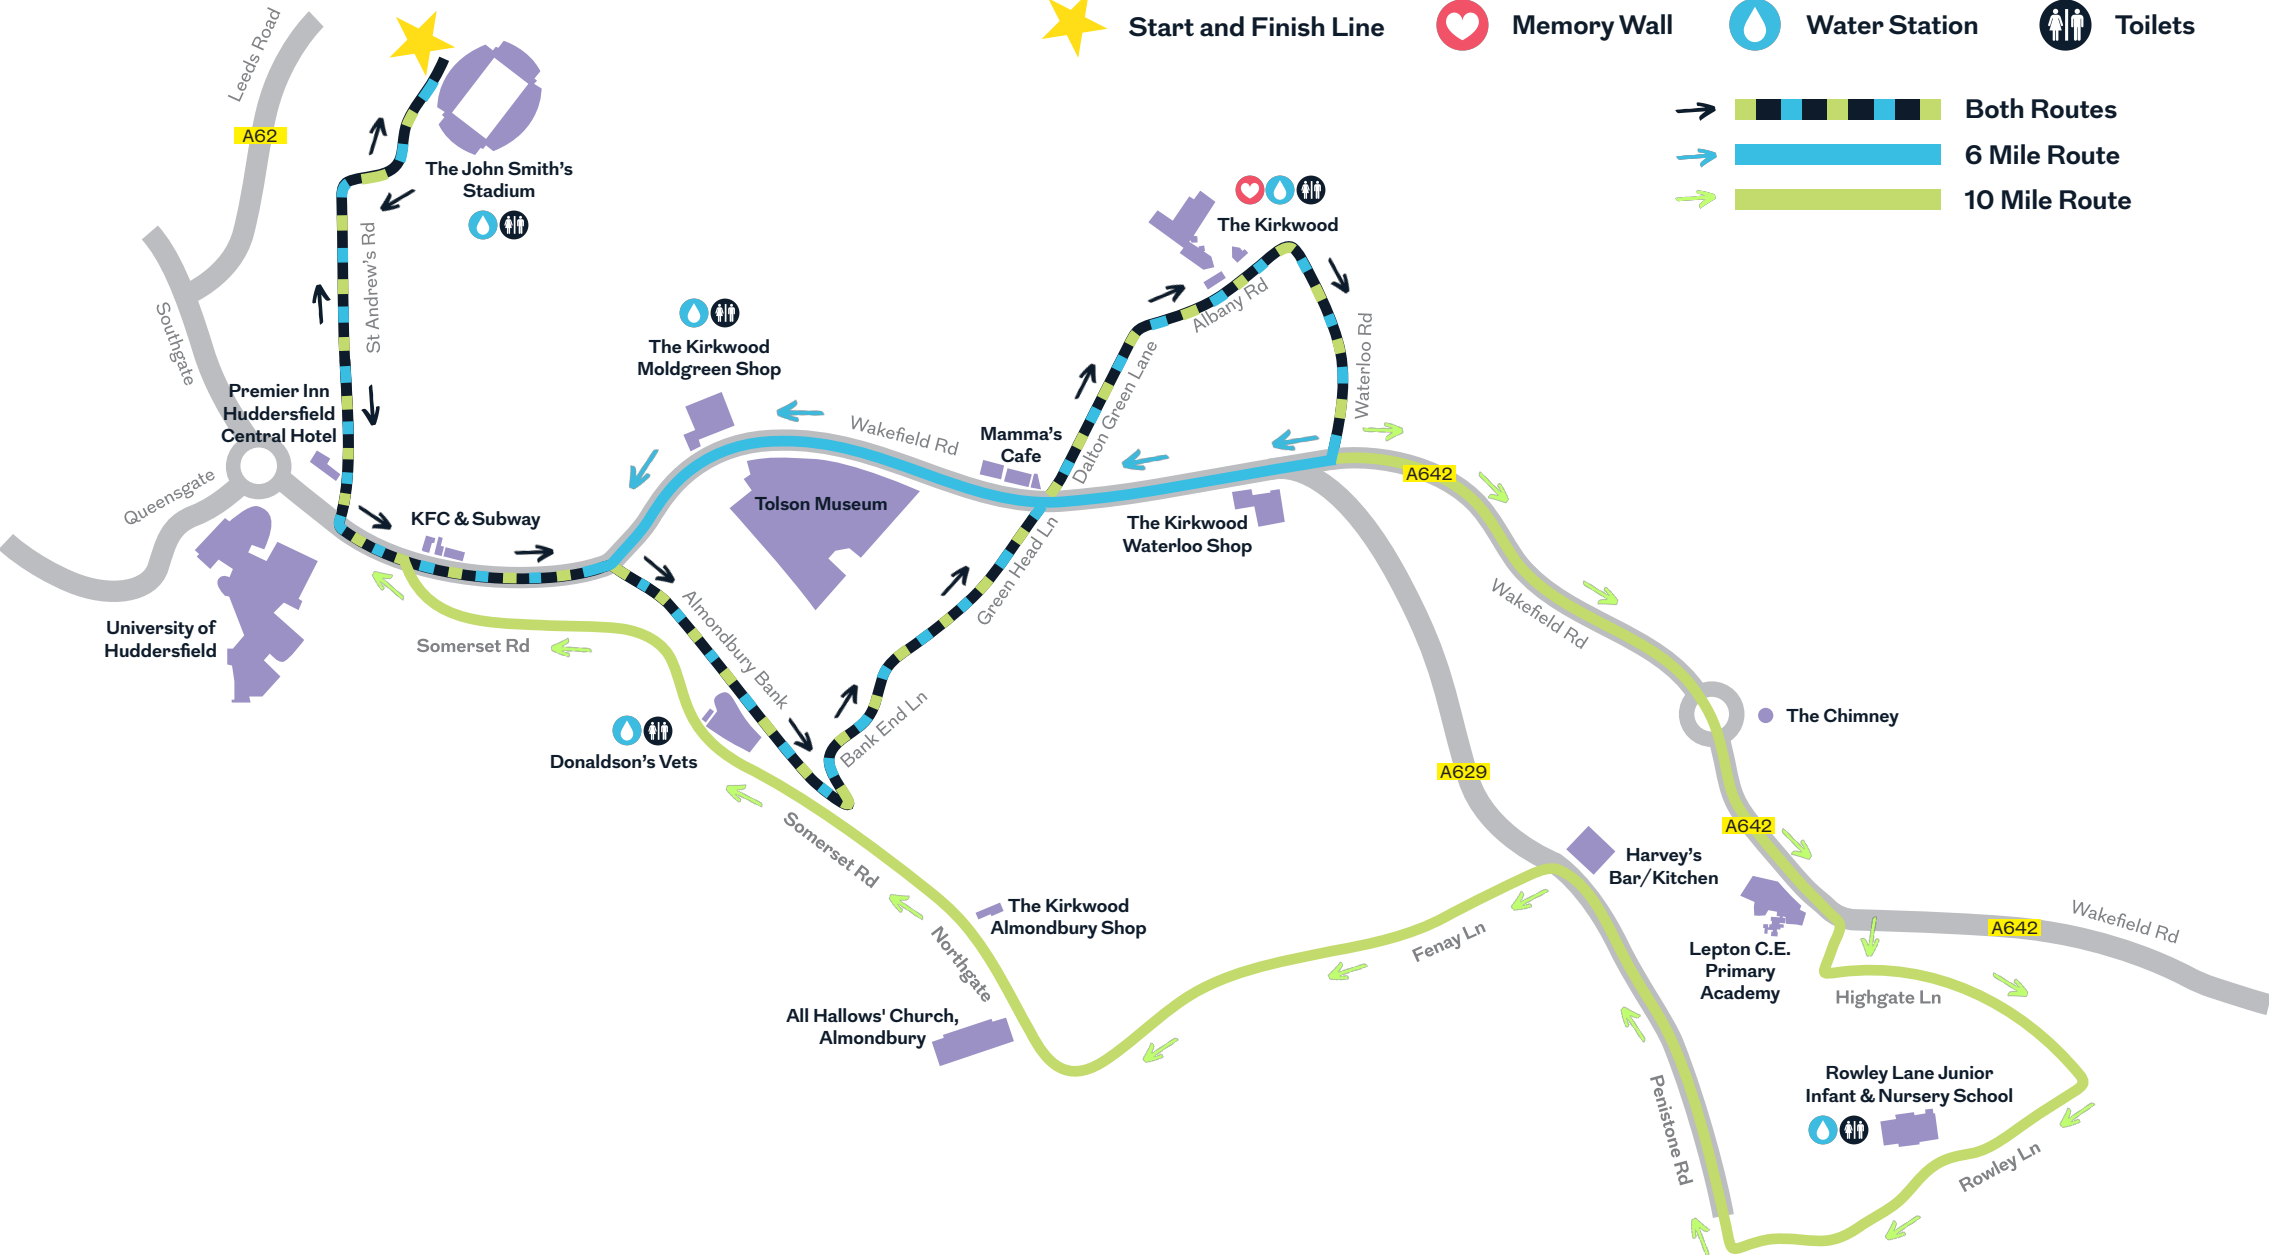 Start and Finish Line
Memory Wall
Water Station
Toilets
Both Routes
6 Mile Route
10 Mile Route
Leeds Road
A62
The John Smith's
Stadium
St Andrew's Rd
Southgate
Premier Inn
Huddersfield
Central Hotel
Queensgate
KFC & Subway
University of
Huddersfield
The Kirkwood
Albany Rd
Waterloo Rd
Dalton Green Lane
The Kirkwood
Moldgreen Shop
Wakefield Rd
Mamma's
Cafe
Tolson Museum
The Kirkwood
Waterloo Shop
A642
Green Head Ln
Almondbury Bank
Bank End Ln
Somerset Rd
Donaldson's Vets
Somerset Rd
Wakefield Rd
The Chimney
A629
A642
Harvey's
Bar/Kitchen
Lepton C.E.
Primary
Academy
Wakefield Rd
A642
Highgate Ln
Fenay Ln
The Kirkwood
Almondbury Shop
Northgate
All Hallows' Church,
Almondbury
Penistone Rd
Rowley Lane Junior
Infant & Nursery School
Rowley Ln